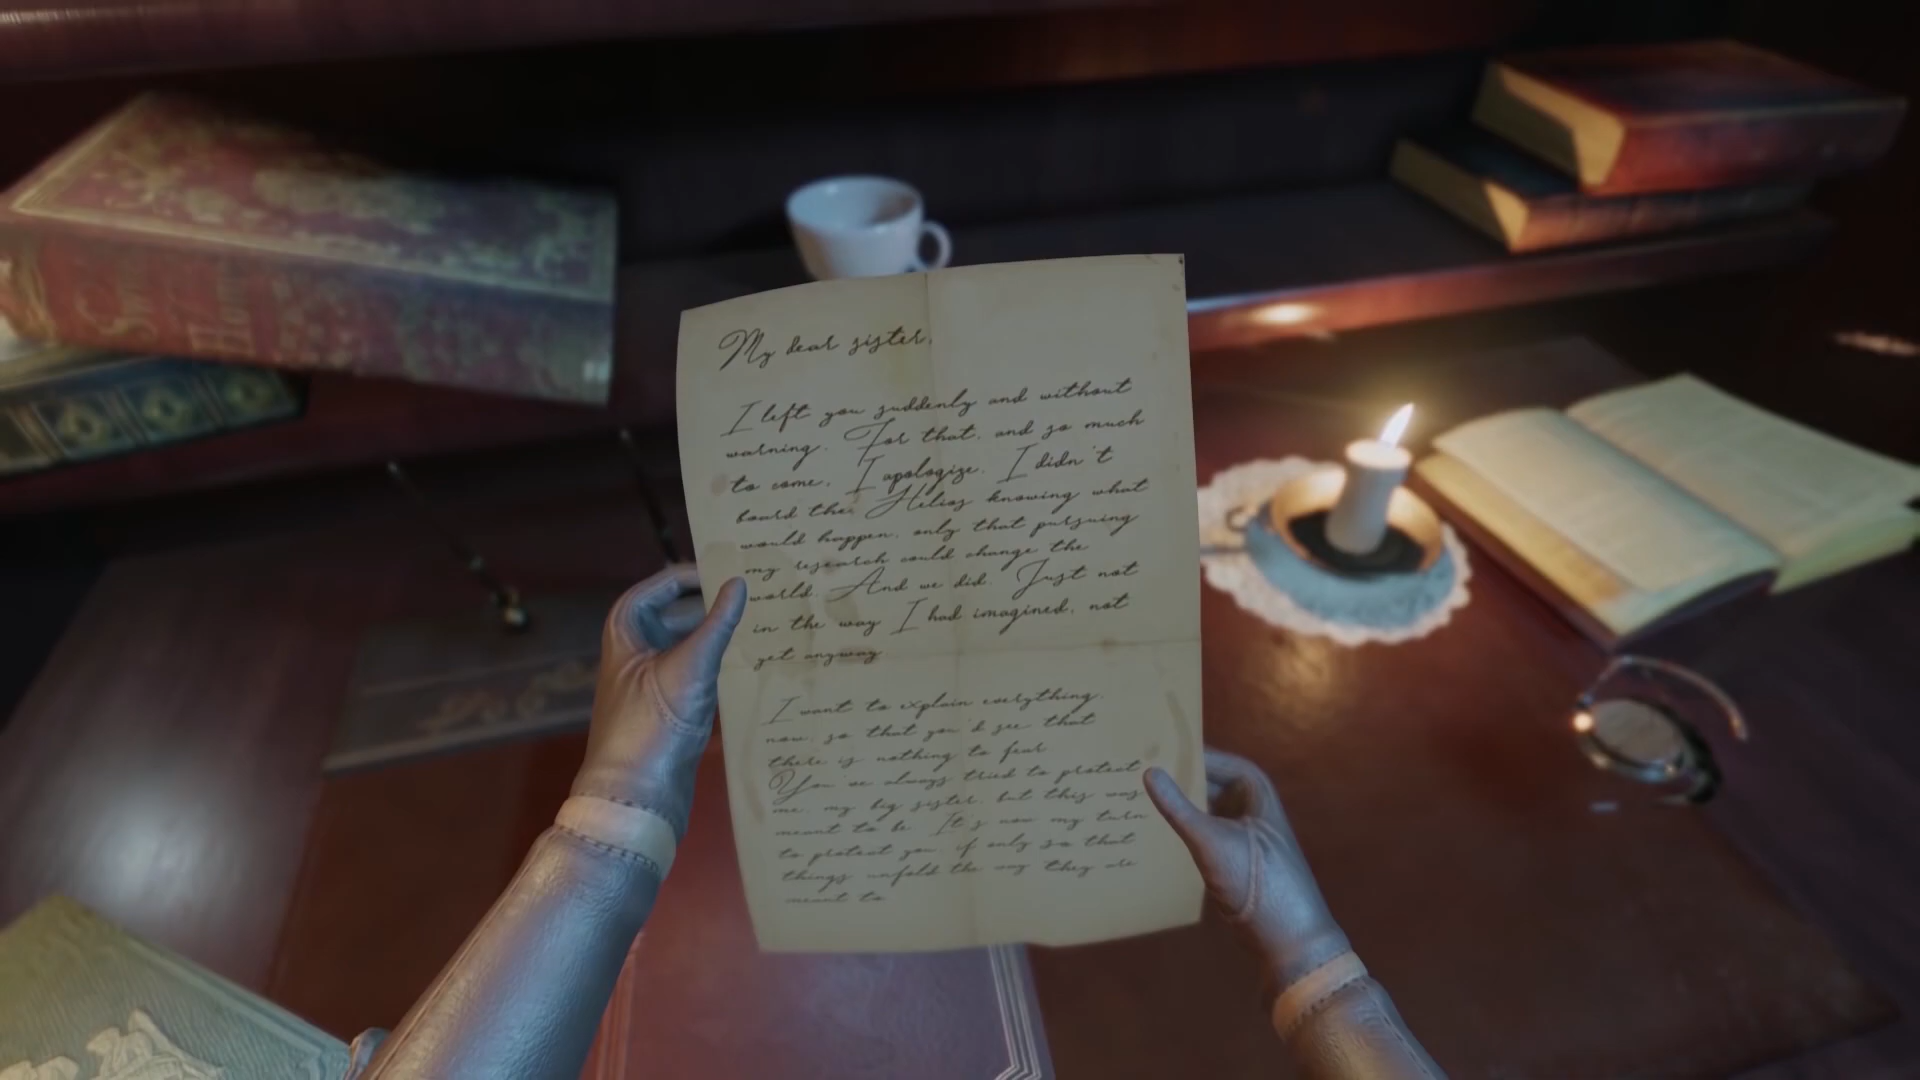 My dear sister,
I left you suddenly and without
warning. For that, and so much
to come, I apologize. I didn't
board the Helios knowing what
would happen, only that pursuing
my research could change the
world. And we did. Just not
in the way I had imagined, not
yet anyway
I want to explain everything,
now, so that you'd see that
there is nothing to fear
You've always tried to protect
me, my big sister, but this was
meant to be. It's now my turn
to protect you, if only so that
things unfold the way they are
meant to.